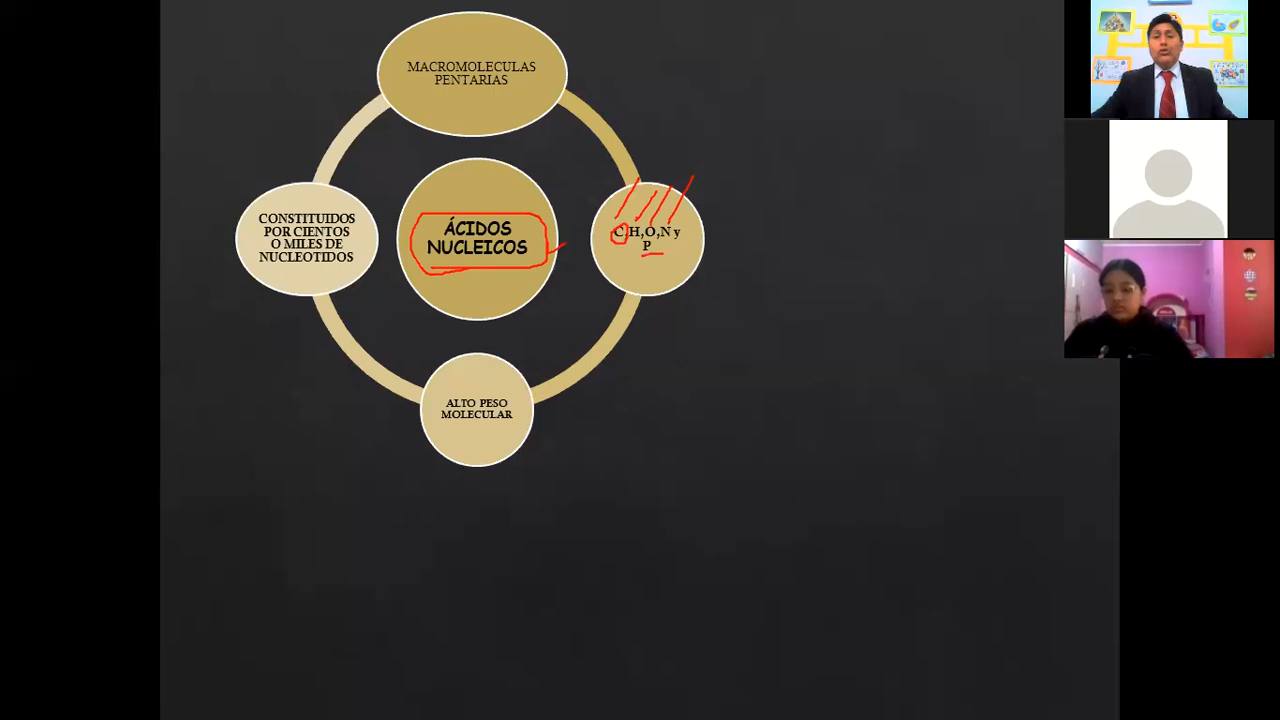 MACROMOLECULAS
PENTARIAS
CONSTITUIDOS
POR CIENTOS
O MILES DE
NUCLEOTIDOS
ÁCIDOS
NUCLEICOS
C,H,O,N y
P
ALTO PESO
MOLECULAR